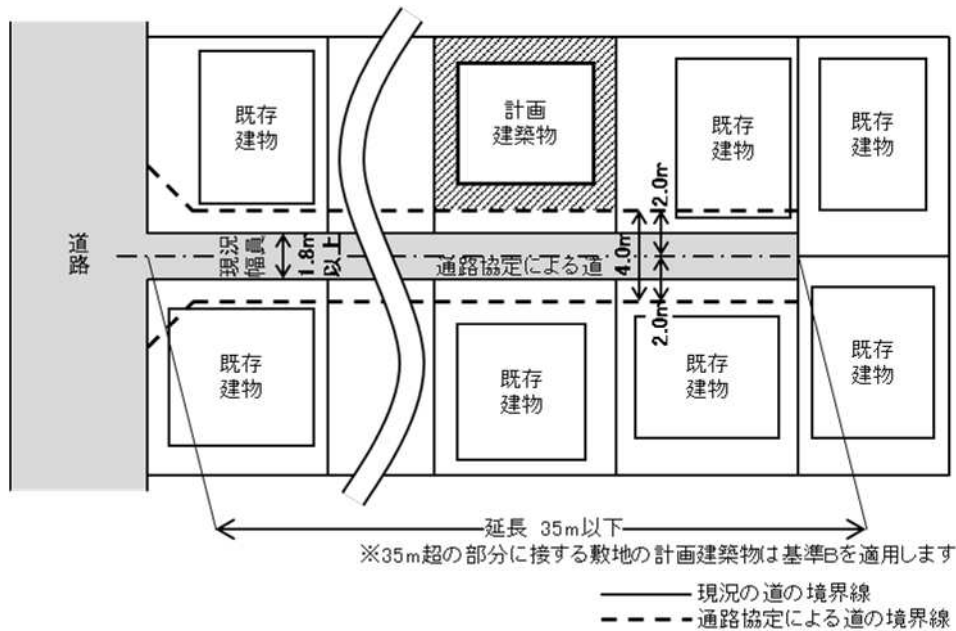 既存
建物
計画
建築物
既存
建物
既存
建物
道路
現況
幅員
1.8m
以上
通路協定による道
4.0m
2.0m
2.0m
既存
建物
既存
建物
既存
建物
既存
建物
延長 35m以下
※35m超の部分に接する敷地の計画建築物は基準Bを適用します
現況の道の境界線
通路協定による道の境界線